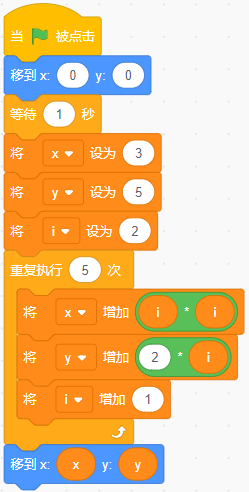 当 被点击
移到 x: 0 y: 0
等待 1 秒
将 x 设为 3
将 y 设为 5
将 i 设为 2
重复执行 5 次
将 x 增加 i * i
将 y 增加 2 * i
将 i 增加 1
移到 x: x y: y